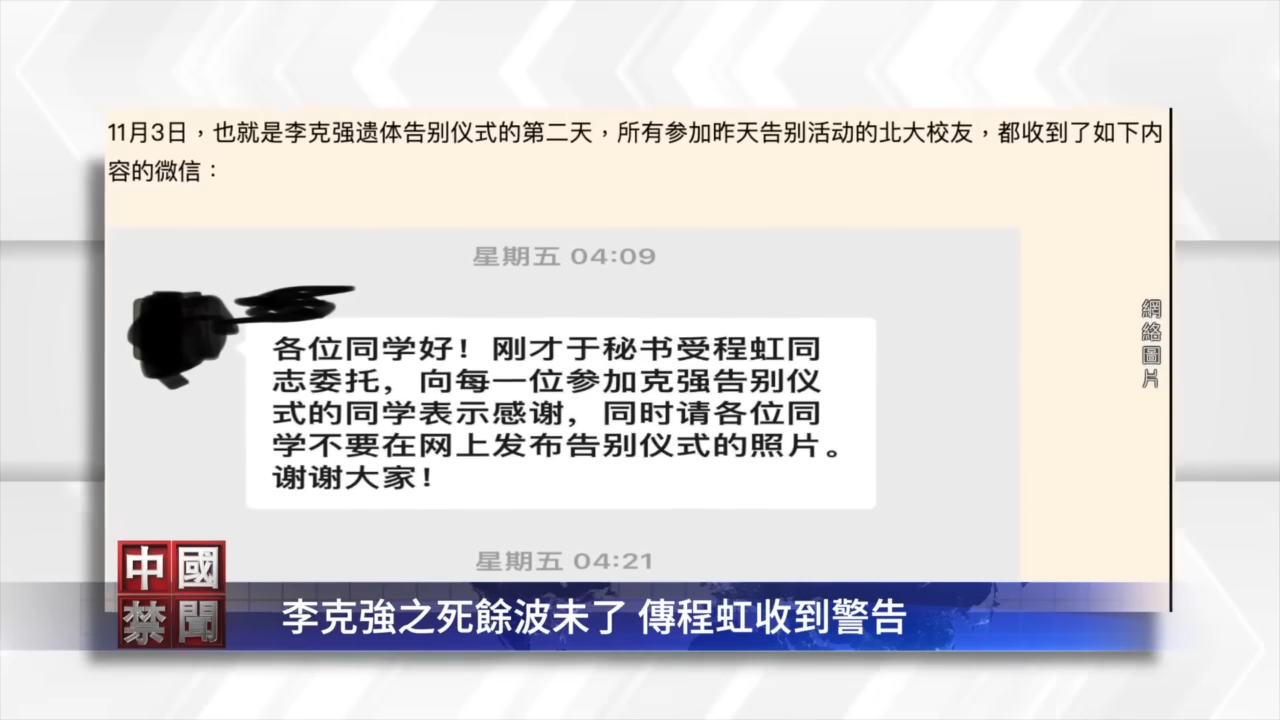 11月3日，也就是李克强遗体告别仪式的第二天，所有参加昨天告别活动的北大校友，都收到了如下内
容的微信：
星期五 04:09
各位同学好！刚才于秘书受程虹同
志委托，向每一位参加克强告别仪
式的同学表示感谢，同时请各位同
学不要在网上发布告别仪式的照片。
谢谢大家！
網絡圖片
星期五 04:21
中國
禁聞
李克強之死餘波未了 傳程虹收到警告